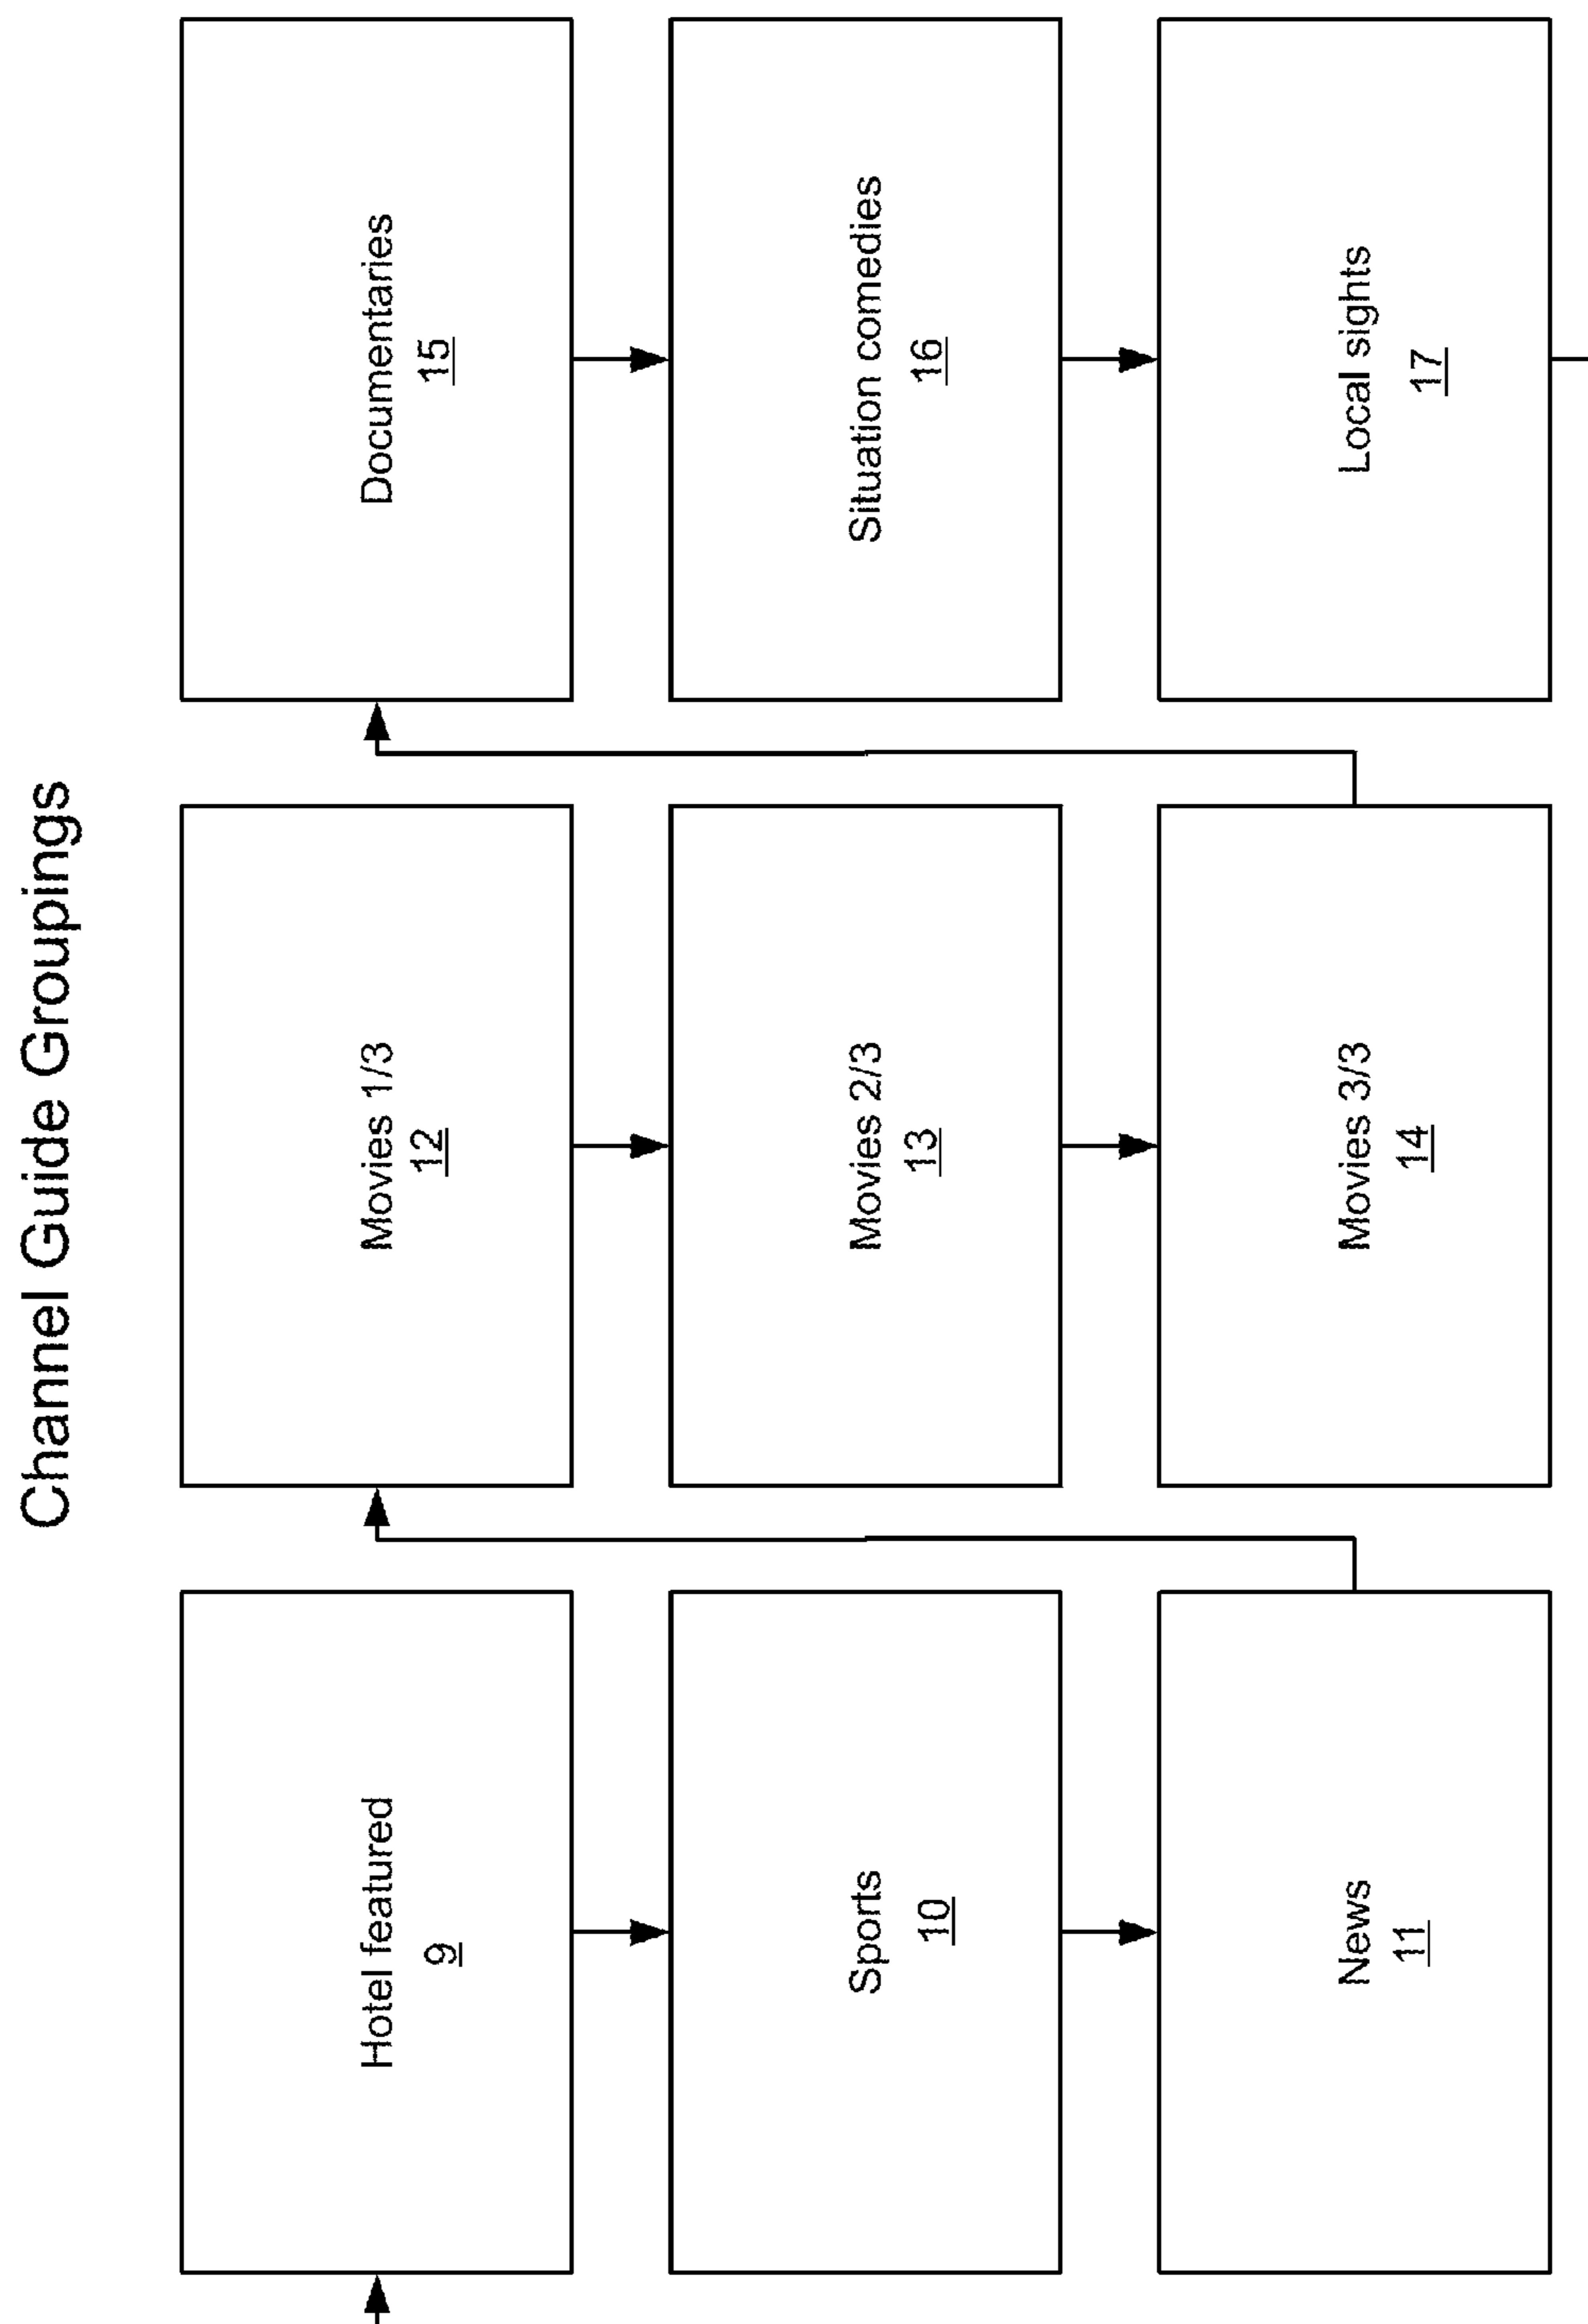 Channel Guide Groupings
Hotel featured
9
Sports
10
News
11
Movies 1/3
12
Movies 2/3
13
Movies 3/3
14
Documentaries
15
Situation comedies
16
Local sights
17